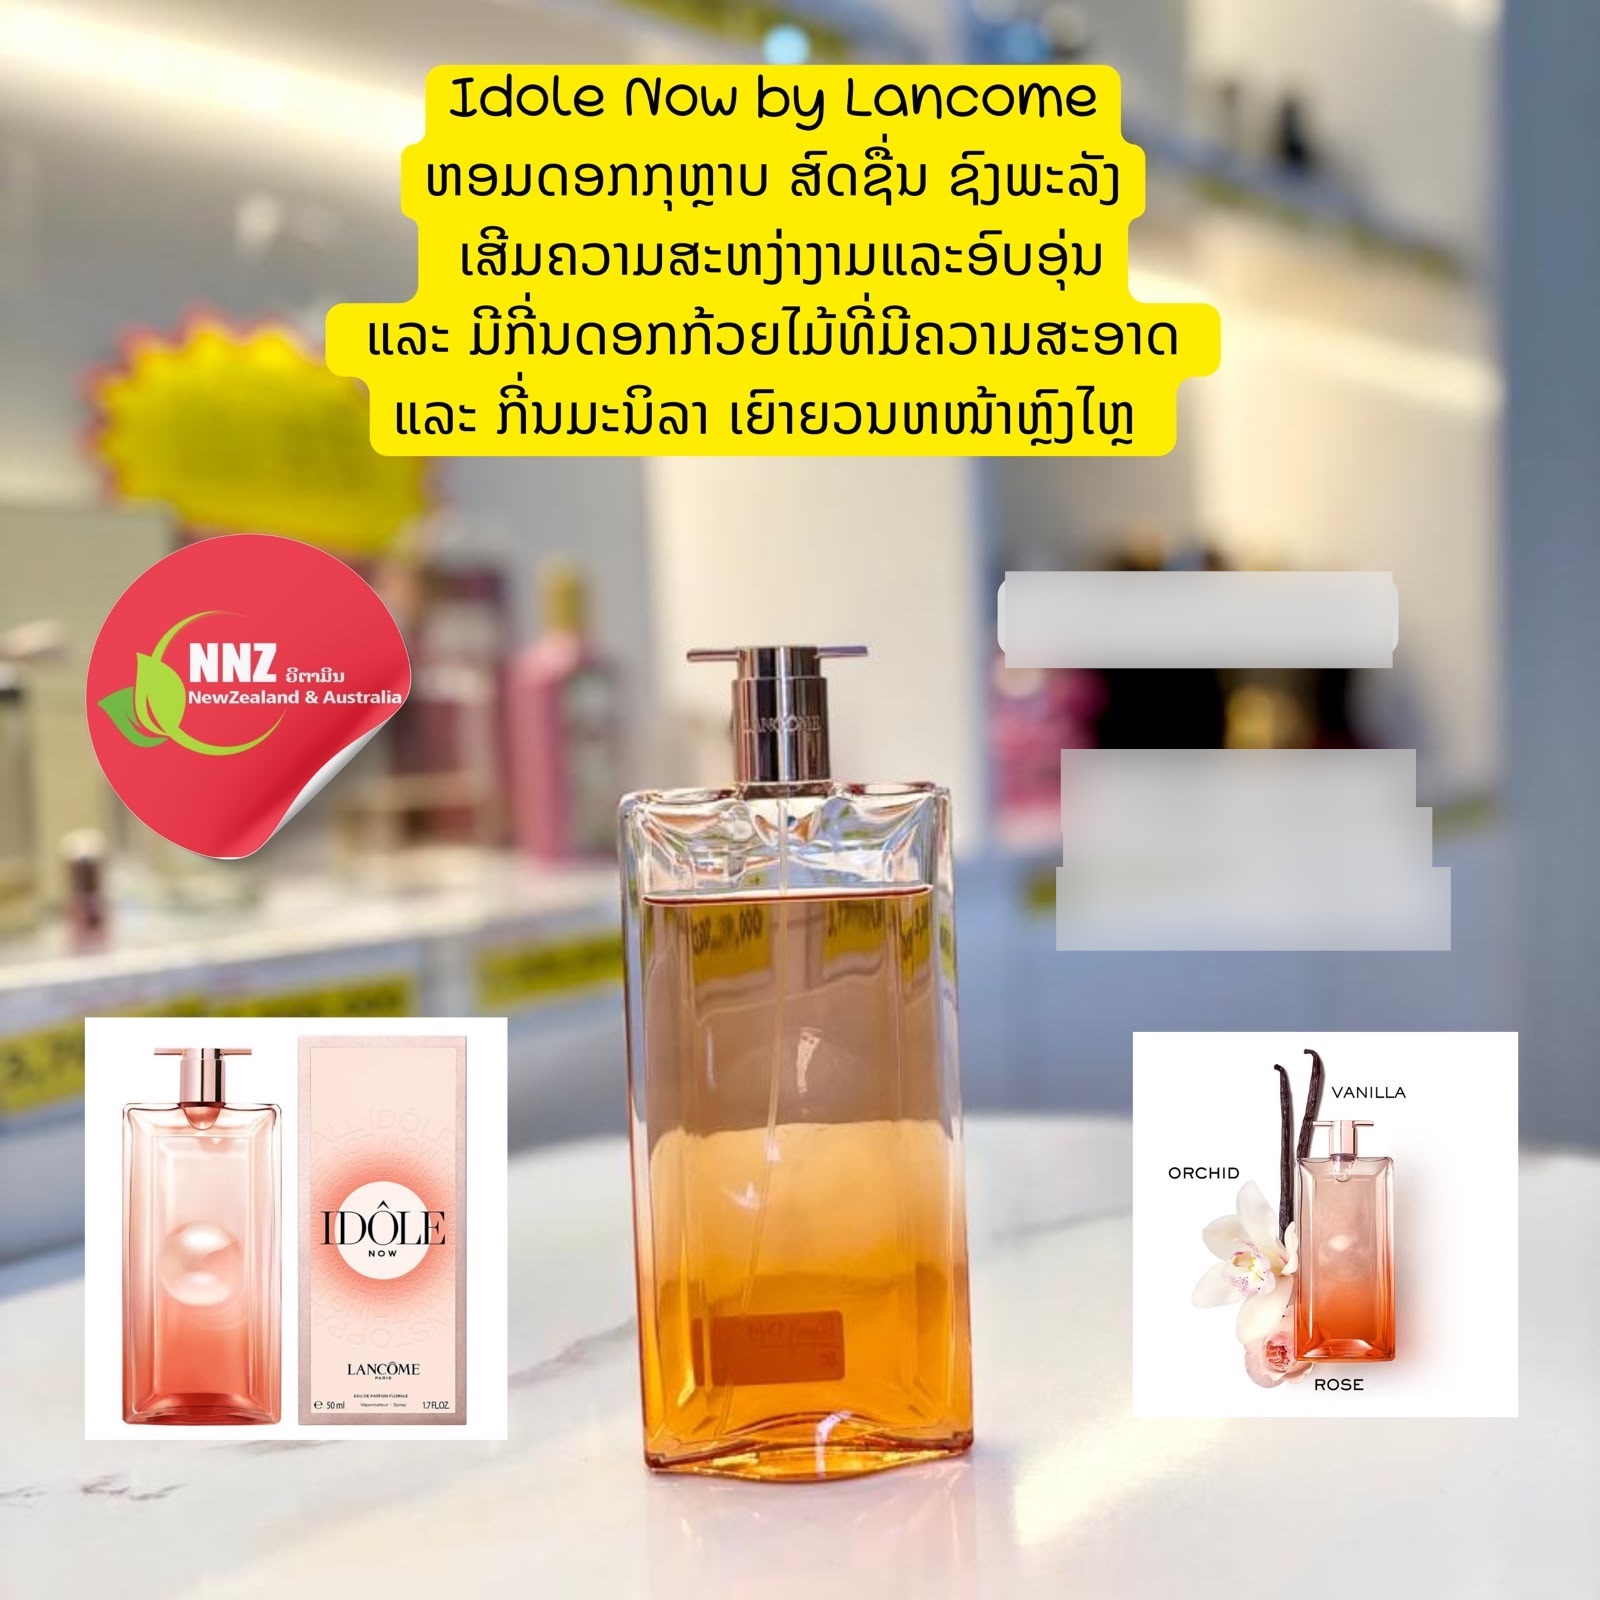 Idole Now by Lancome
ຫອມດອກກຸຫຼາບ ສົດຊື່ນ ຊົງພະລັງ
ເສີມຄວາມສະຫງ່າງາມແລະອົບອຸ່ນ
ແລະ ມີກິ່ນດອກກ້ວຍໄມ້ທີ່ມີຄວາມສະອາດ
ແລະ ກິ່ນມະນິລາ ເຍົາຍວນຫໜ້າຫຼົງໄຫຼ
NNZ ວິຕາມິນ
NewZealand & Australia
LANCOME
IDÔLE
NOW
LANCÔME
PARIS
EAU DE PARFUM FLORALE
Vaporisateur - Spray
e 50 ml 1.7 FL.OZ.
VANILLA
ORCHID
ROSE